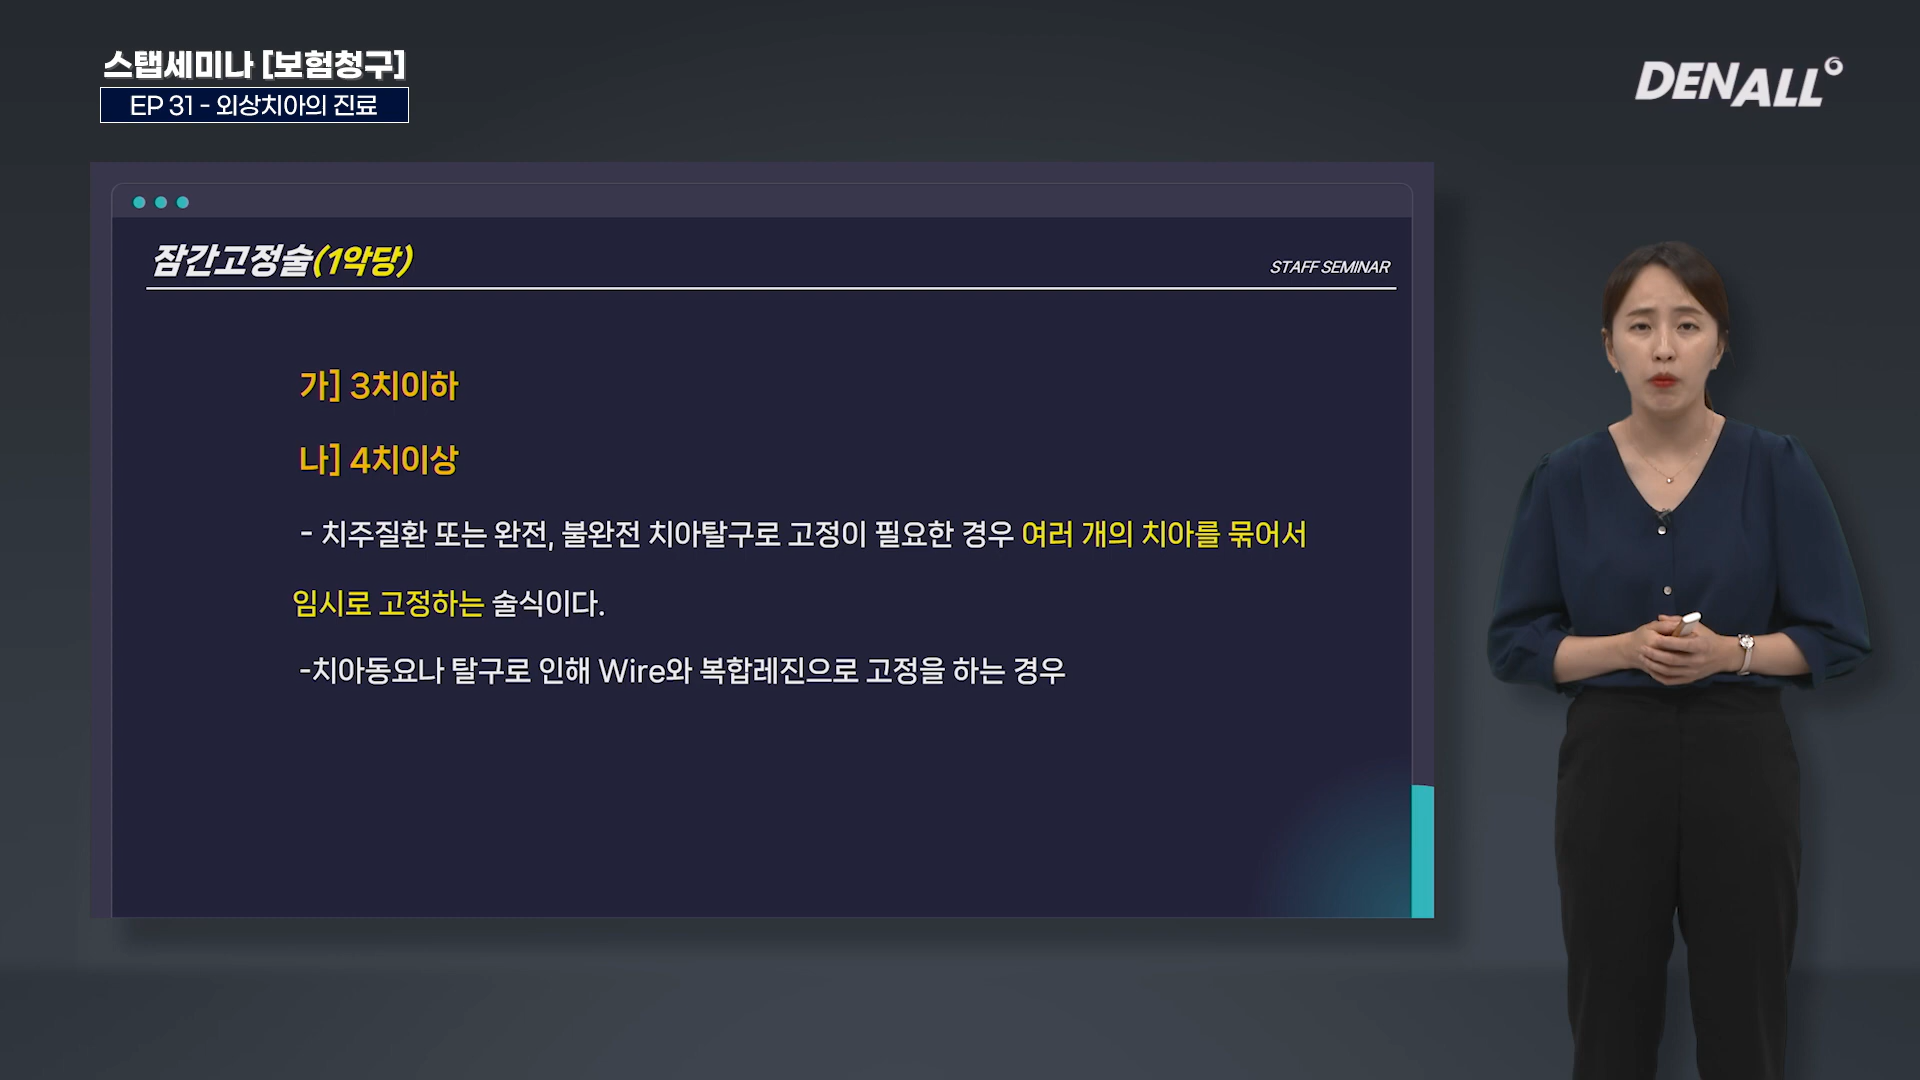 스탭세미나 [보험청구]
EP 31 - 외상치아의 진료
DENALL
잠간고정술(1악당)
STAFF SEMINAR
가] 3치이하
나] 4치이상
- 치주질환 또는 완전, 불완전 치아탈구로 고정이 필요한 경우 여러 개의 치아를 묶어서
임시로 고정하는 술식이다.
-치아동요나 탈구로 인해 Wire와 복합레진으로 고정을 하는 경우